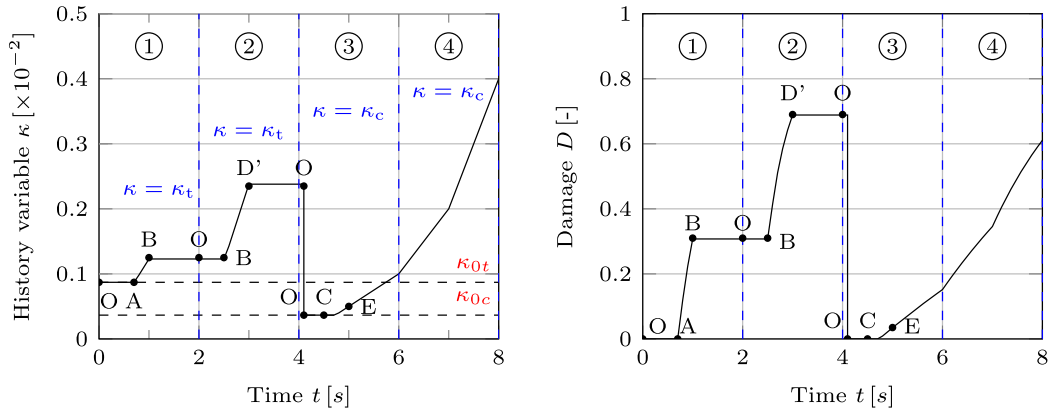 0.5
0.4
0.3
0.2
0.1
0
History variable κ [×10⁻²]
1
2
3
4
κ = κt
κ = κt
κ = κc
κ = κc
D'
O
B
O
B
κ0t
O
A
O
C
E
κ0c
0
2
4
6
8
Time t [s]
1
0.8
0.6
0.4
0.2
0
Damage D [-]
1
2
3
4
D'
O
B
O
B
O
A
O
C
E
0
2
4
6
8
Time t [s]